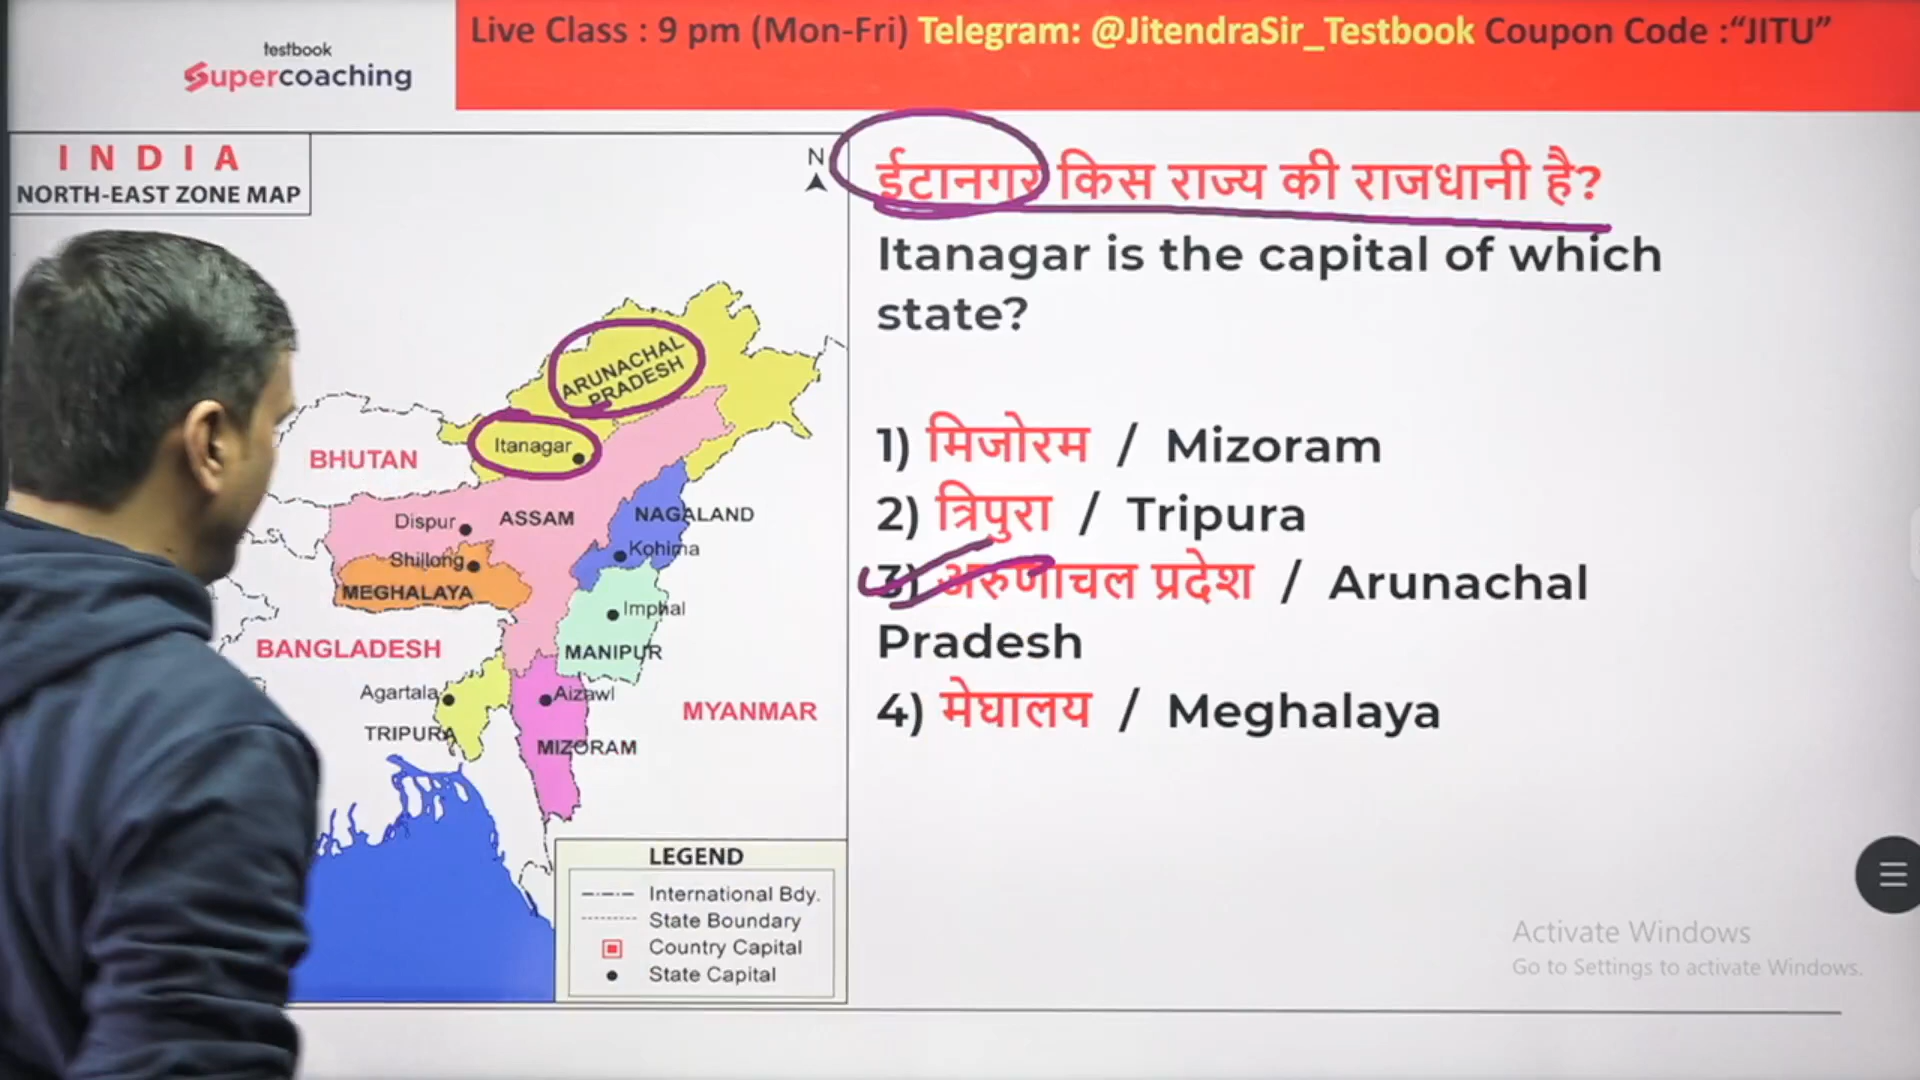 testbook
Supercoaching
Live Class : 9 pm (Mon-Fri) Telegram: @JitendraSir_Testbook Coupon Code :“JITU”
INDIA
NORTH-EAST ZONE MAP
N
ARUNACHAL
PRADESH
Itanagar
BHUTAN
Dispur
ASSAM
NAGALAND
Shillong
Kohima
MEGHALAYA
Imphal
BANGLADESH
MANIPUR
Agartala
Aizawl
MYANMAR
TRIPURA
MIZORAM
LEGEND
International Bdy.
State Boundary
Country Capital
State Capital
ईटानगर किस राज्य की राजधानी है?
Itanagar is the capital of which
state?
1) मिजोरम / Mizoram
2) त्रिपुरा / Tripura
3) अरुणाचल प्रदेश / Arunachal
Pradesh
4) मेघालय / Meghalaya
Activate Windows
Go to Settings to activate Windows.